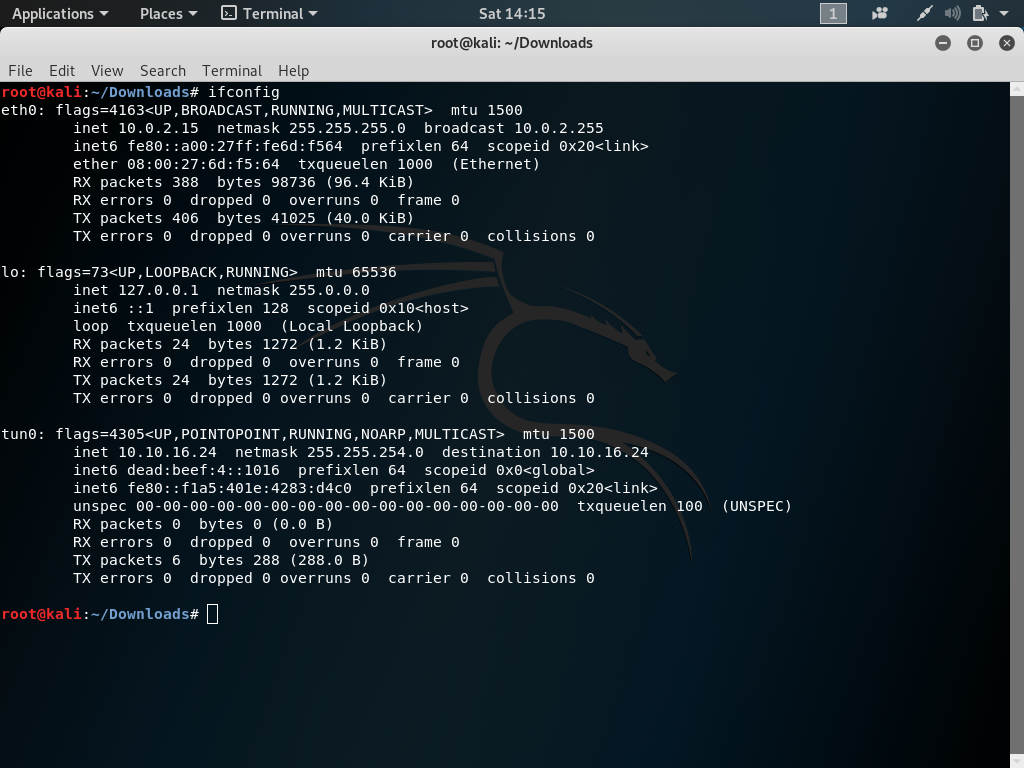 Applications Places Terminal Sat 14:15 1
root@kali: ~/Downloads
File Edit View Search Terminal Help
root@kali:~/Downloads# ifconfig
eth0: flags=4163<UP,BROADCAST,RUNNING,MULTICAST>  mtu 1500
        inet 10.0.2.15  netmask 255.255.255.0  broadcast 10.0.2.255
        inet6 fe80::a00:27ff:fe6d:f564  prefixlen 64  scopeid 0x20<link>
        ether 08:00:27:6d:f5:64  txqueuelen 1000  (Ethernet)
        RX packets 388  bytes 98736 (96.4 KiB)
        RX errors 0  dropped 0  overruns 0  frame 0
        TX packets 406  bytes 41025 (40.0 KiB)
        TX errors 0  dropped 0 overruns 0  carrier 0  collisions 0

lo: flags=73<UP,LOOPBACK,RUNNING>  mtu 65536
        inet 127.0.0.1  netmask 255.0.0.0
        inet6 ::1  prefixlen 128  scopeid 0x10<host>
        loop  txqueuelen 1000  (Local Loopback)
        RX packets 24  bytes 1272 (1.2 KiB)
        RX errors 0  dropped 0  overruns 0  frame 0
        TX packets 24  bytes 1272 (1.2 KiB)
        TX errors 0  dropped 0 overruns 0  carrier 0  collisions 0

tun0: flags=4305<UP,POINTOPOINT,RUNNING,NOARP,MULTICAST>  mtu 1500
        inet 10.10.16.24  netmask 255.255.254.0  destination 10.10.16.24
        inet6 dead:beef:4::1016  prefixlen 64  scopeid 0x0<global>
        inet6 fe80::f1a5:401e:4283:d4c0  prefixlen 64  scopeid 0x20<link>
        unspec 00-00-00-00-00-00-00-00-00-00-00-00-00-00-00-00  txqueuelen 100  (UNSPEC)
        RX packets 0  bytes 0 (0.0 B)
        RX errors 0  dropped 0  overruns 0  frame 0
        TX packets 6  bytes 288 (288.0 B)
        TX errors 0  dropped 0 overruns 0  carrier 0  collisions 0

root@kali:~/Downloads#